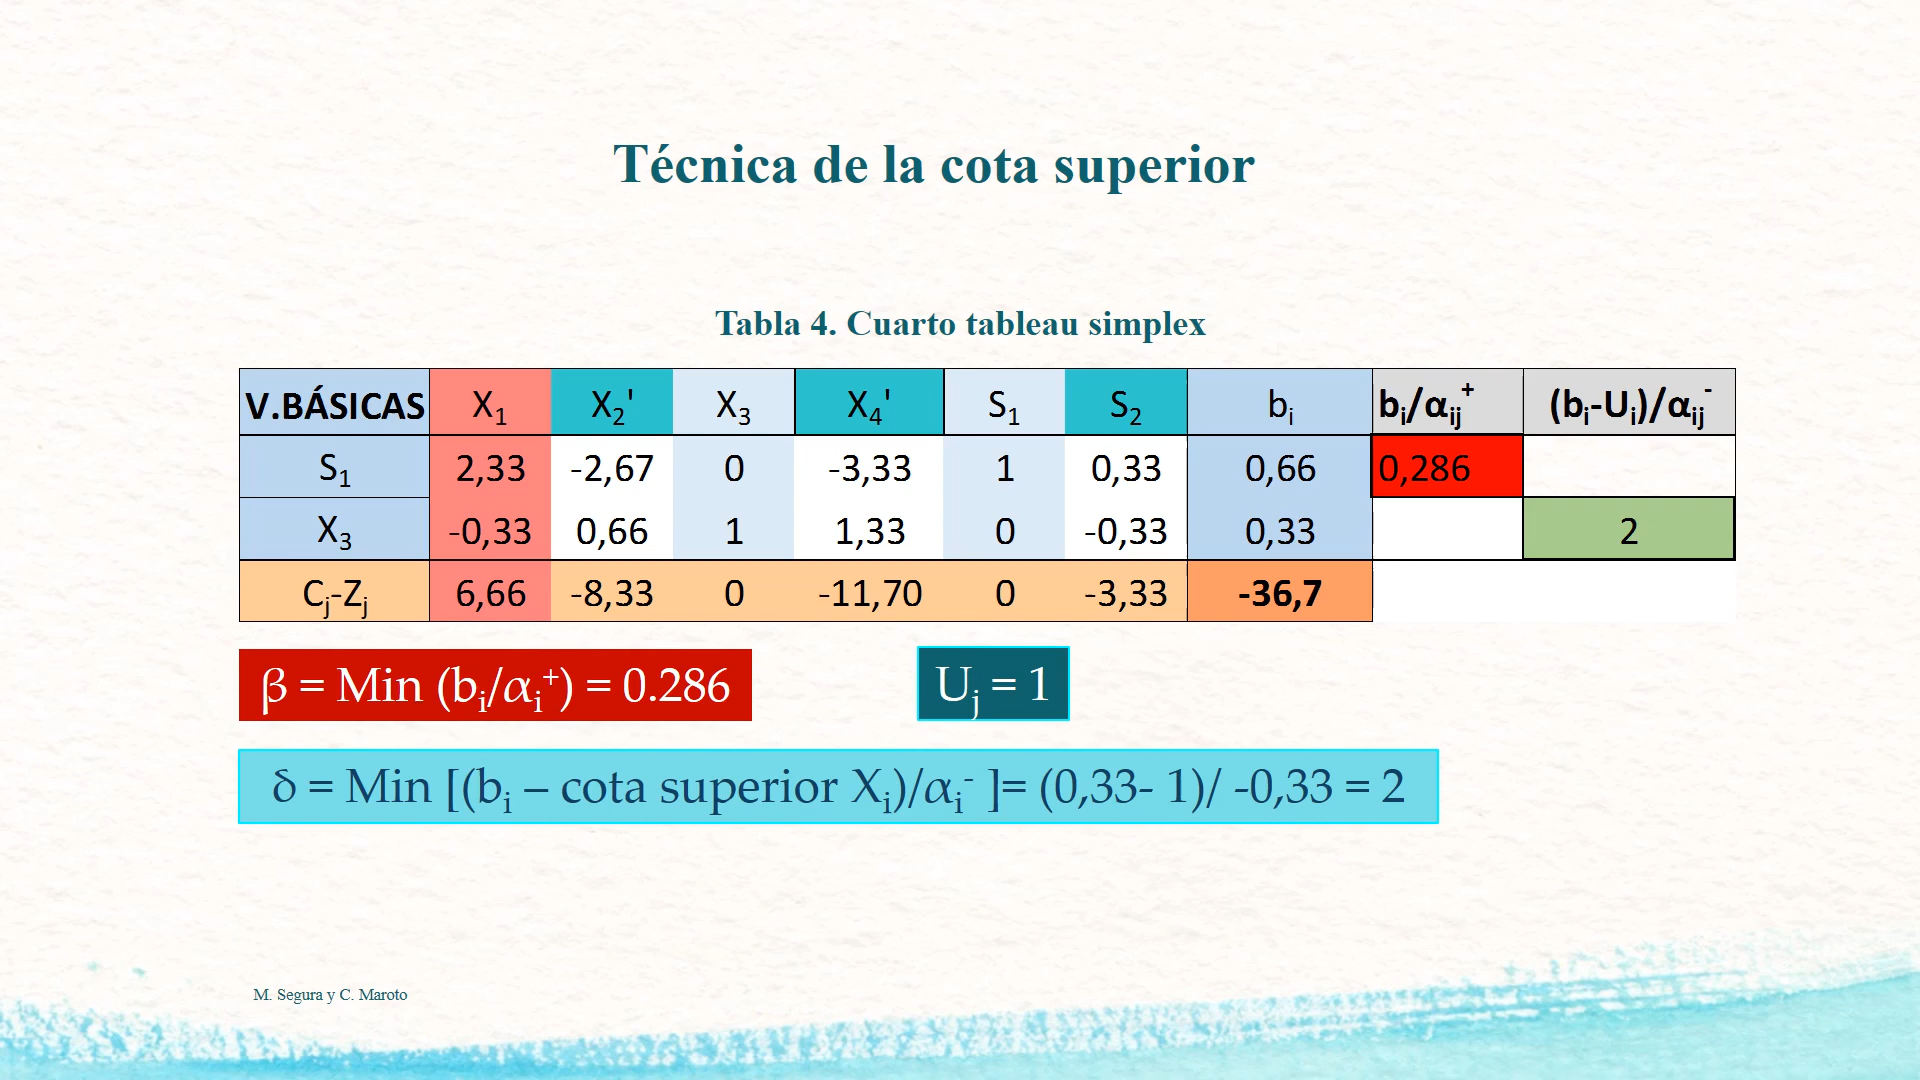 Técnica de la cota superior
Tabla 4. Cuarto tableau simplex
V.BÁSICAS X₁ X₂' X₃ X₄' S₁ S₂ bᵢ bᵢ/αᵢⱼ⁺ (bᵢ-Uᵢ)/αᵢⱼ⁻
S₁ 2,33 -2,67 0 -3,33 1 0,33 0,66 0,286
X₃ -0,33 0,66 1 1,33 0 -0,33 0,33 2
Cⱼ-Zⱼ 6,66 -8,33 0 -11,70 0 -3,33 -36,7
β = Min (bᵢ/αᵢ⁺) = 0.286
Uⱼ = 1
δ = Min [(bᵢ – cota superior Xᵢ)/αᵢ⁻ ]= (0,33- 1)/ -0,33 = 2
M. Segura y C. Maroto